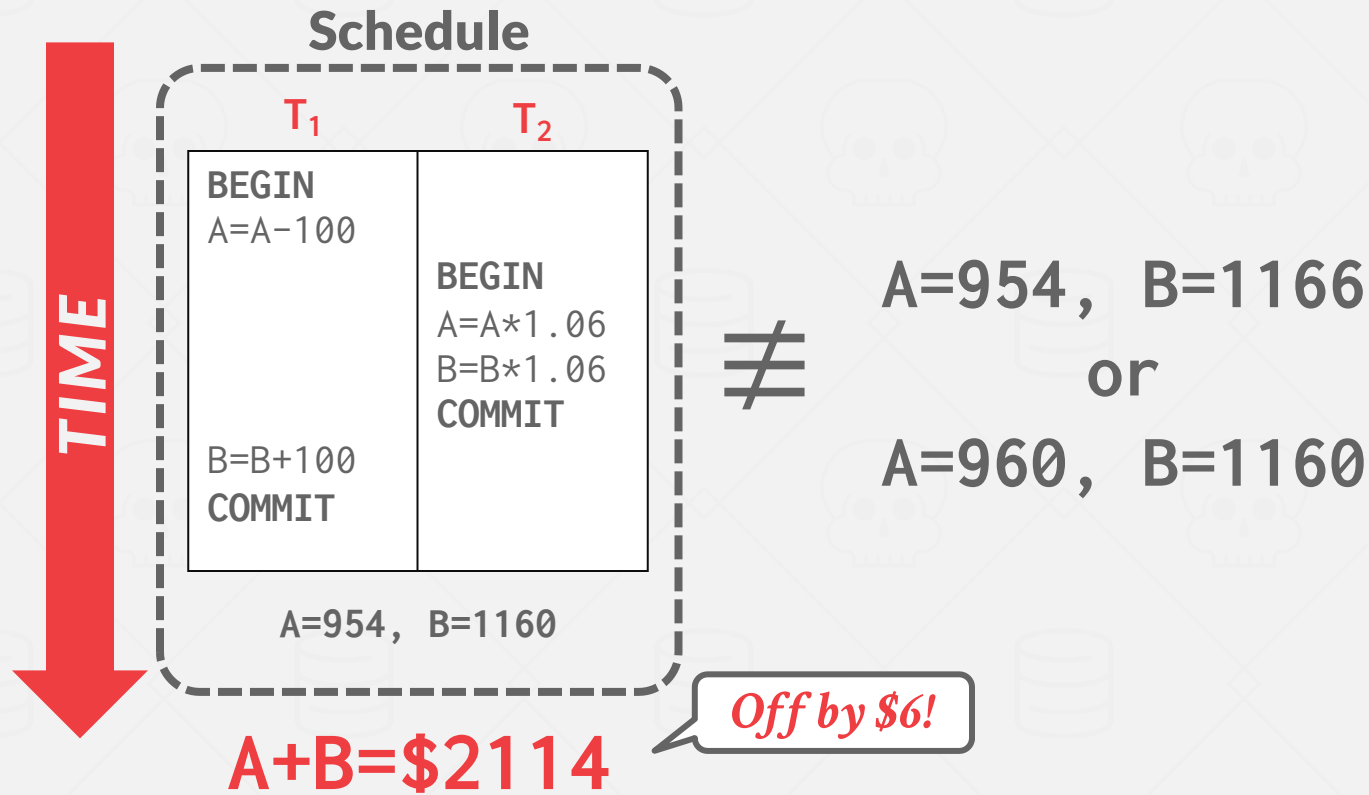 Schedule
TIME
T₁ T₂
BEGIN
A=A-100
BEGIN
A=A*1.06
B=B*1.06
COMMIT
B=B+100
COMMIT
A=954, B=1160
≢
A=954, B=1166
or
A=960, B=1160
Off by $6!
A+B=$2114